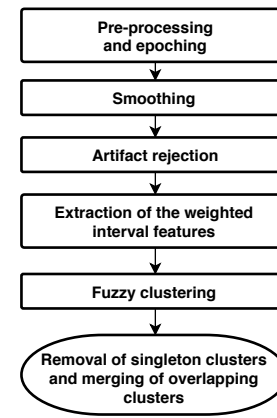 Pre-processing
and epoching
Smoothing
Artifact rejection
Extraction of the weighted
interval features
Fuzzy clustering
Removal of singleton clusters
and merging of overlapping
clusters